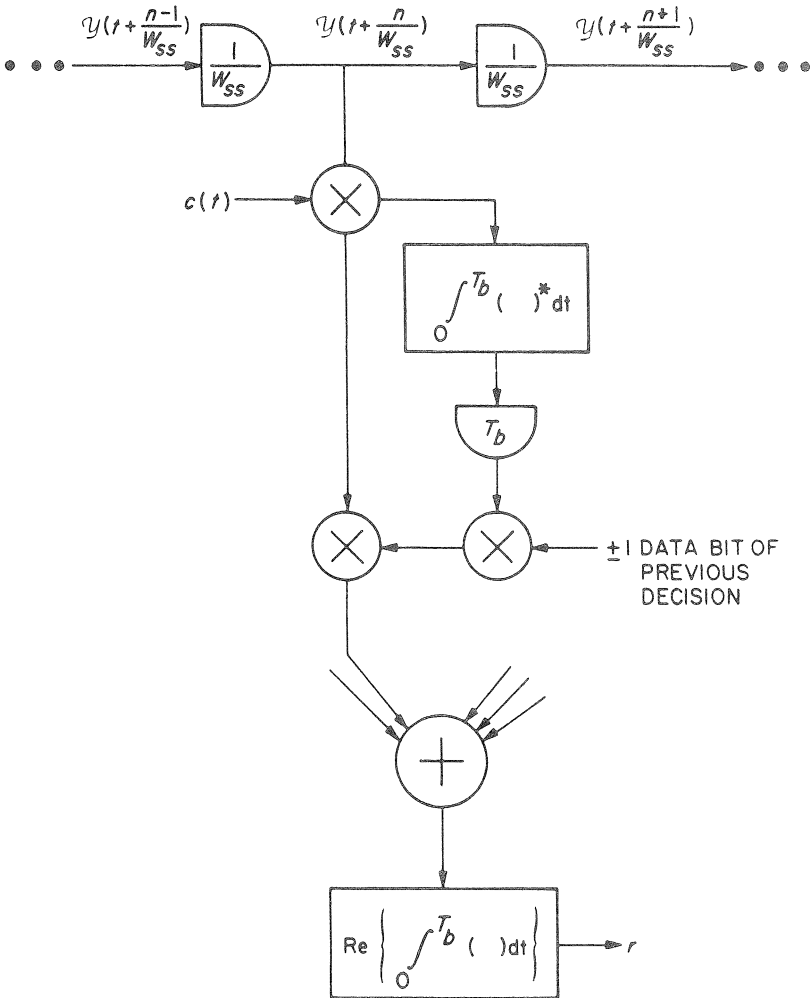 𝒴(t + n-1/W_SS) 𝒴(t + n/W_SS) 𝒴(t + n+1/W_SS)
1/W_SS 1/W_SS
c(t)
∫_0^{T_b} ( )* dt
T_b
±1 DATA BIT OF
PREVIOUS
DECISION
Re { ∫_0^{T_b} ( ) dt } r